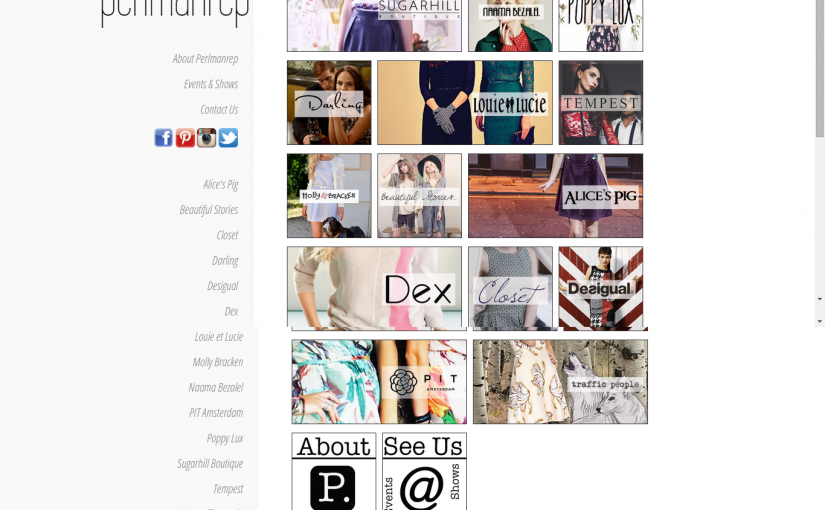 perlmanrep
About Perlmanrep
Events & Shows
Contact Us
Alice's Pig
Beautiful Stories
Closet
Darling
Desigual
Dex
Louie et Lucie
Molly Bracken
Naama Bezalel
PIT Amsterdam
Poppy Lux
Sugarhill Boutique
Tempest
SUGARHILL
BOUTIQUE
NAAMA BEZALEL
POPPY LUX
Darling
LOUIE LUCIE
TEMPEST
MOLLY BRACKEN
Beautiful Stories.
ALICE'S PIG
Dex
Closet
Desigual.
PIT
AMSTERDAM
traffic people
About
P.
See Us
Events
@
Shows